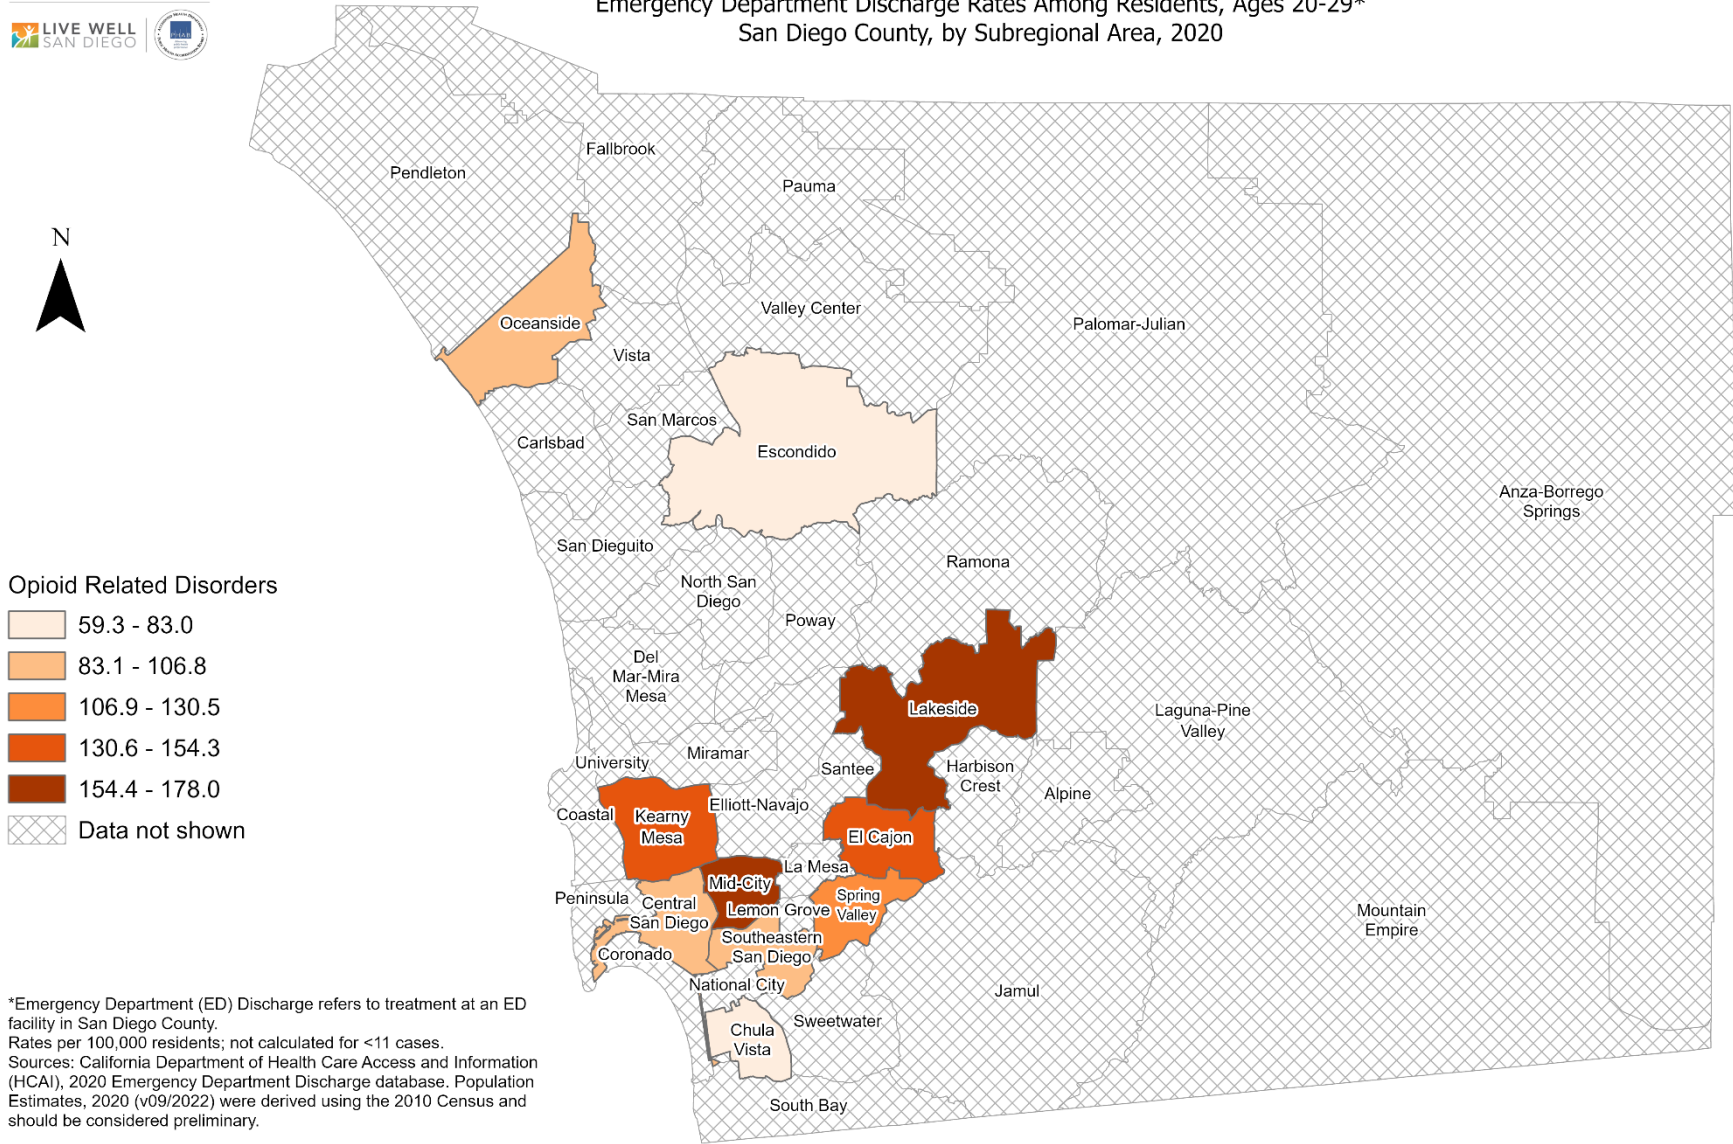 LIVE WELL
SAN DIEGO
PHAB
Emergency Department Discharge Rates Among Residents, Ages 20-29*
San Diego County, by Subregional Area, 2020
N
Fallbrook
Pendleton
Pauma
Oceanside
Valley Center
Palomar-Julian
Vista
San Marcos
Carlsbad
Escondido
Anza-Borrego
Springs
San Dieguito
Ramona
North San
Diego
Poway
Del
Mar-Mira
Mesa
Lakeside
Laguna-Pine
Valley
Miramar
University
Santee
Harbison
Crest
Alpine
Coastal
Kearny
Mesa
Elliott-Navajo
El Cajon
La Mesa
Mid-City
Peninsula
Central
San Diego
Lemon Grove
Spring
Valley
Mountain
Empire
Coronado
Southeastern
San Diego
National City
Jamul
Chula
Vista
Sweetwater
South Bay
Opioid Related Disorders
59.3 - 83.0
83.1 - 106.8
106.9 - 130.5
130.6 - 154.3
154.4 - 178.0
Data not shown
*Emergency Department (ED) Discharge refers to treatment at an ED
facility in San Diego County.
Rates per 100,000 residents; not calculated for <11 cases.
Sources: California Department of Health Care Access and Information
(HCAI), 2020 Emergency Department Discharge database. Population
Estimates, 2020 (v09/2022) were derived using the 2010 Census and
should be considered preliminary.